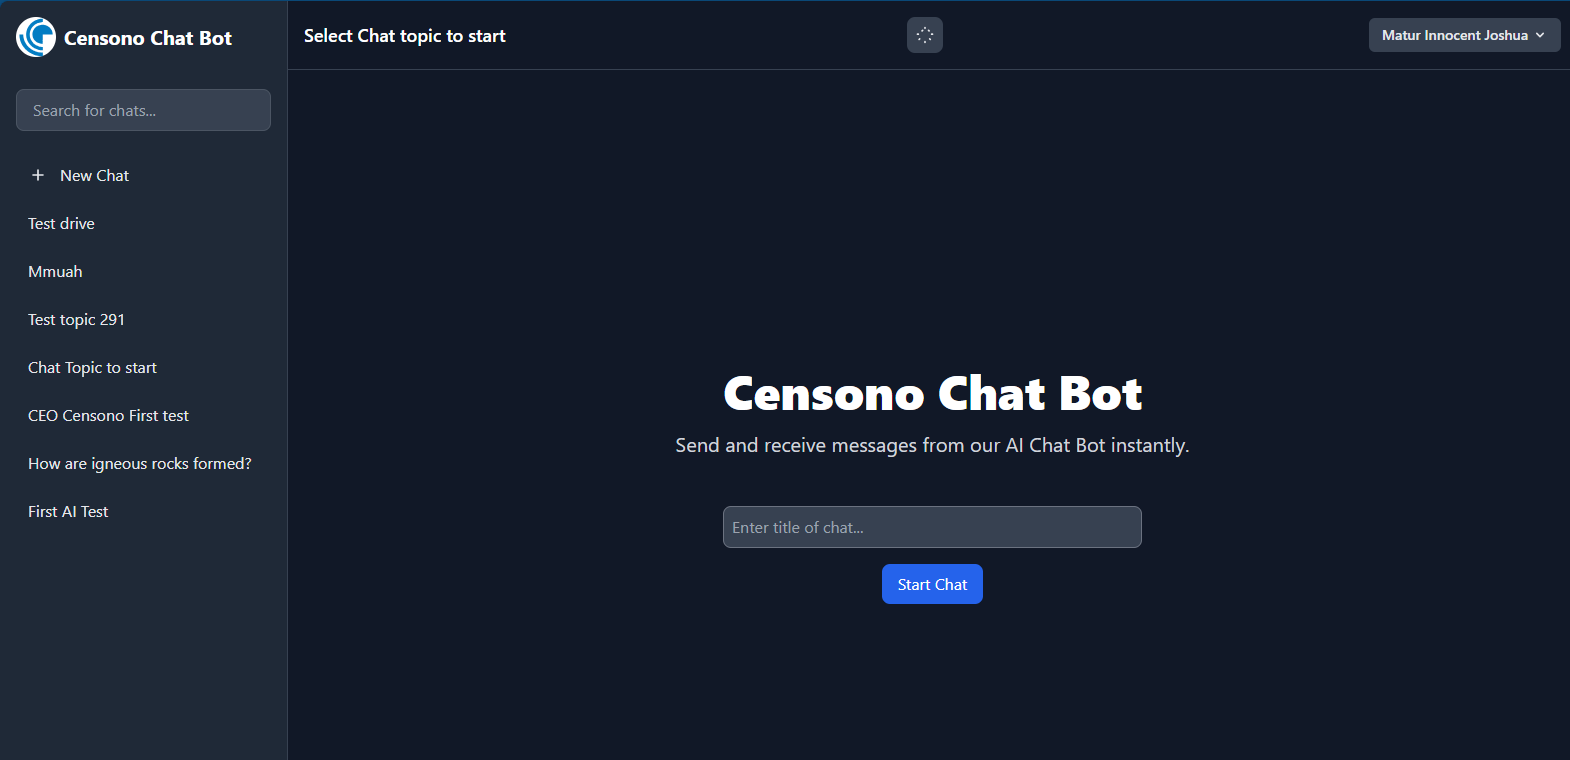 Censono Chat Bot
Search for chats...
New Chat
Test drive
Mmuah
Test topic 291
Chat Topic to start
CEO Censono First test
How are igneous rocks formed?
First AI Test
Select Chat topic to start
Matur Innocent Joshua
Censono Chat Bot
Send and receive messages from our AI Chat Bot instantly.
Enter title of chat...
Start Chat